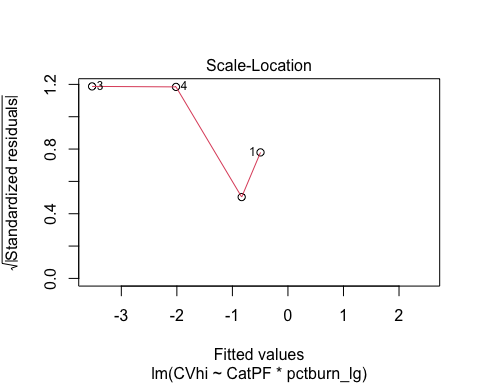 Scale-Location
√|Standardized residuals|
0.0 0.4 0.8 1.2
3 4 1
-3 -2 -1 0 1 2
Fitted values
lm(CVhi ~ CatPF * pctburn_lg)